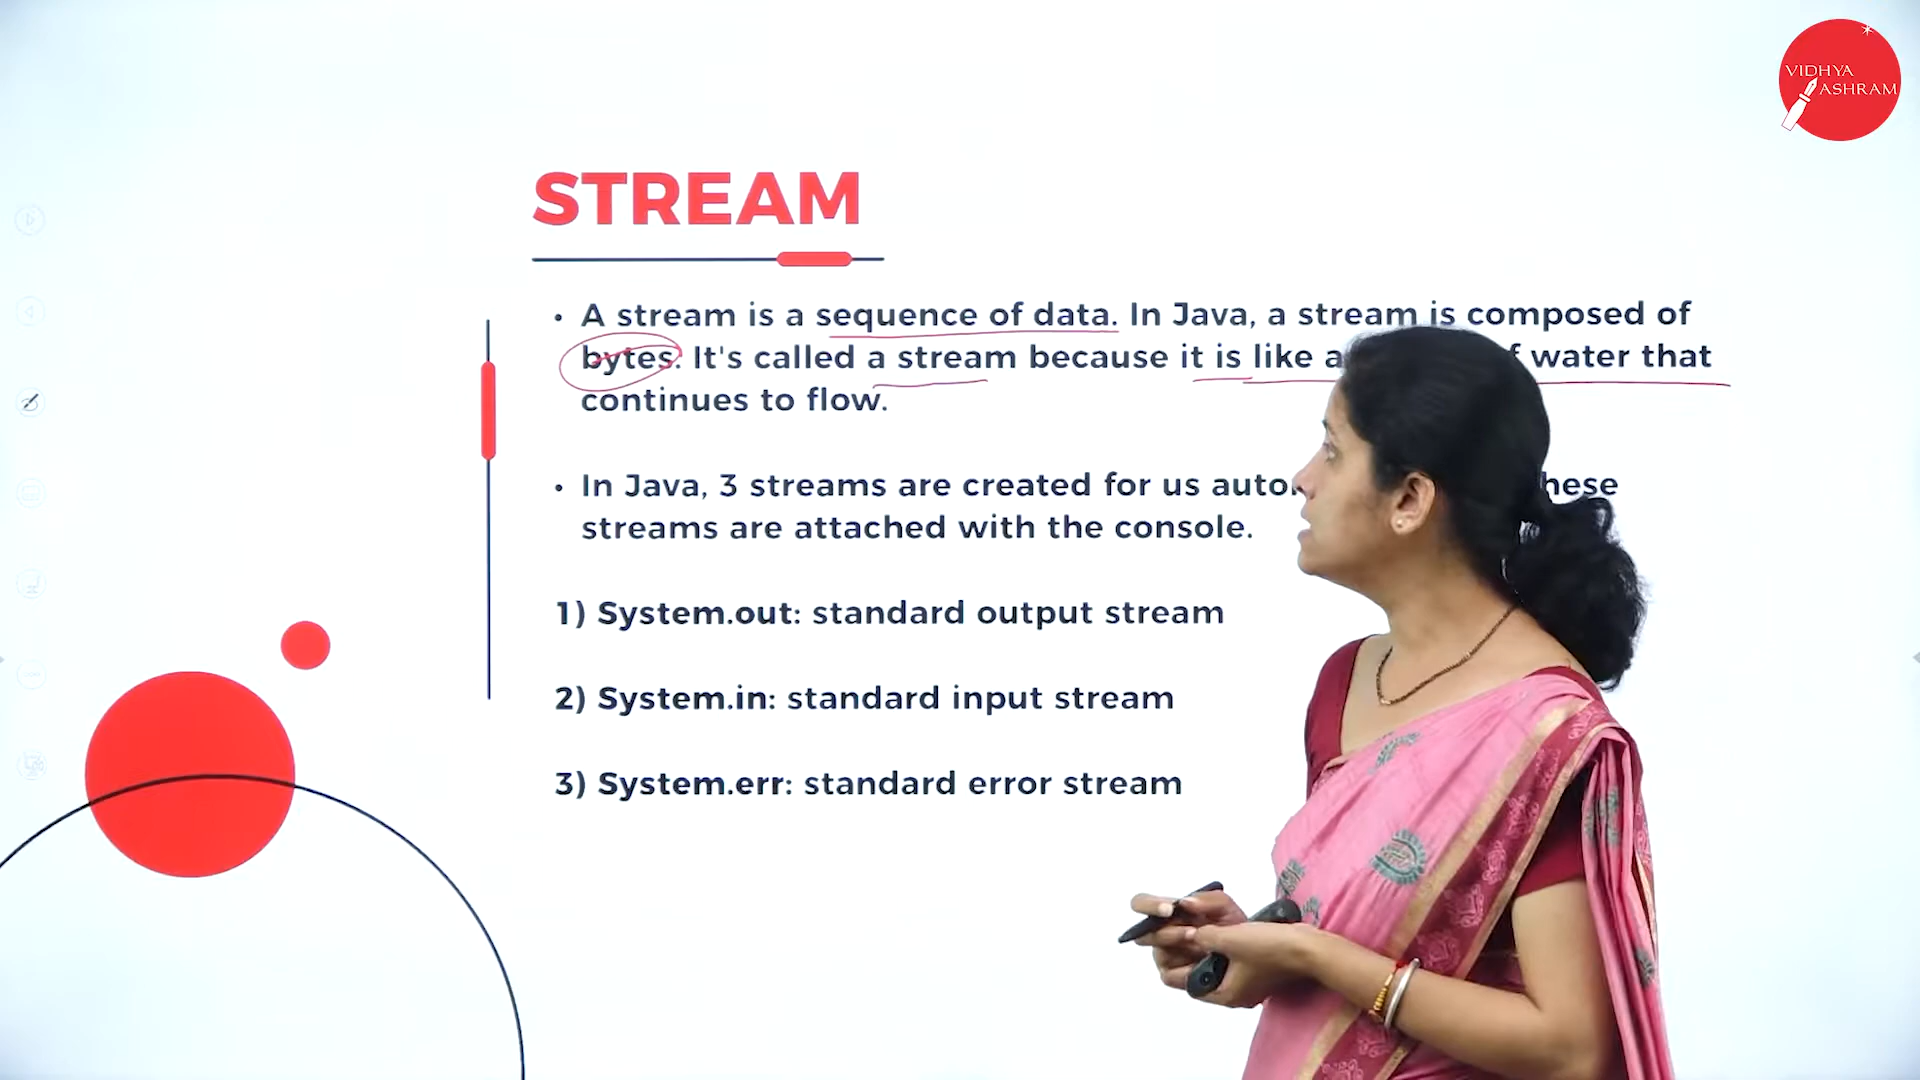 VIDHYA
ASHRAM
STREAM
• A stream is a sequence of data. In Java, a stream is composed of
bytes. It's called a stream because it is like a water that
continues to flow.
• In Java, 3 streams are created for us
streams are attached with the console.
1) System.out: standard output stream
2) System.in: standard input stream
3) System.err: standard error stream